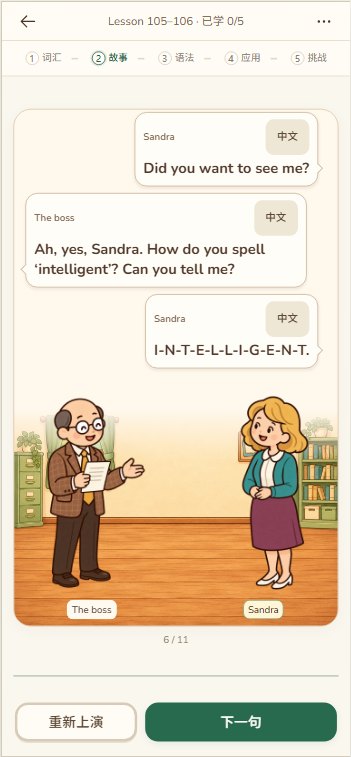 Lesson 105–106 · 已学 0/5
1 词汇 – 2 故事 – 3 语法 – 4 应用 – 5 挑战
Sandra
中文
Did you want to see me?
The boss
中文
Ah, yes, Sandra. How do you spell
‘intelligent’? Can you tell me?
Sandra
中文
I-N-T-E-L-L-I-G-E-N-T.
The boss
Sandra
6 / 11
重新上演
下一句